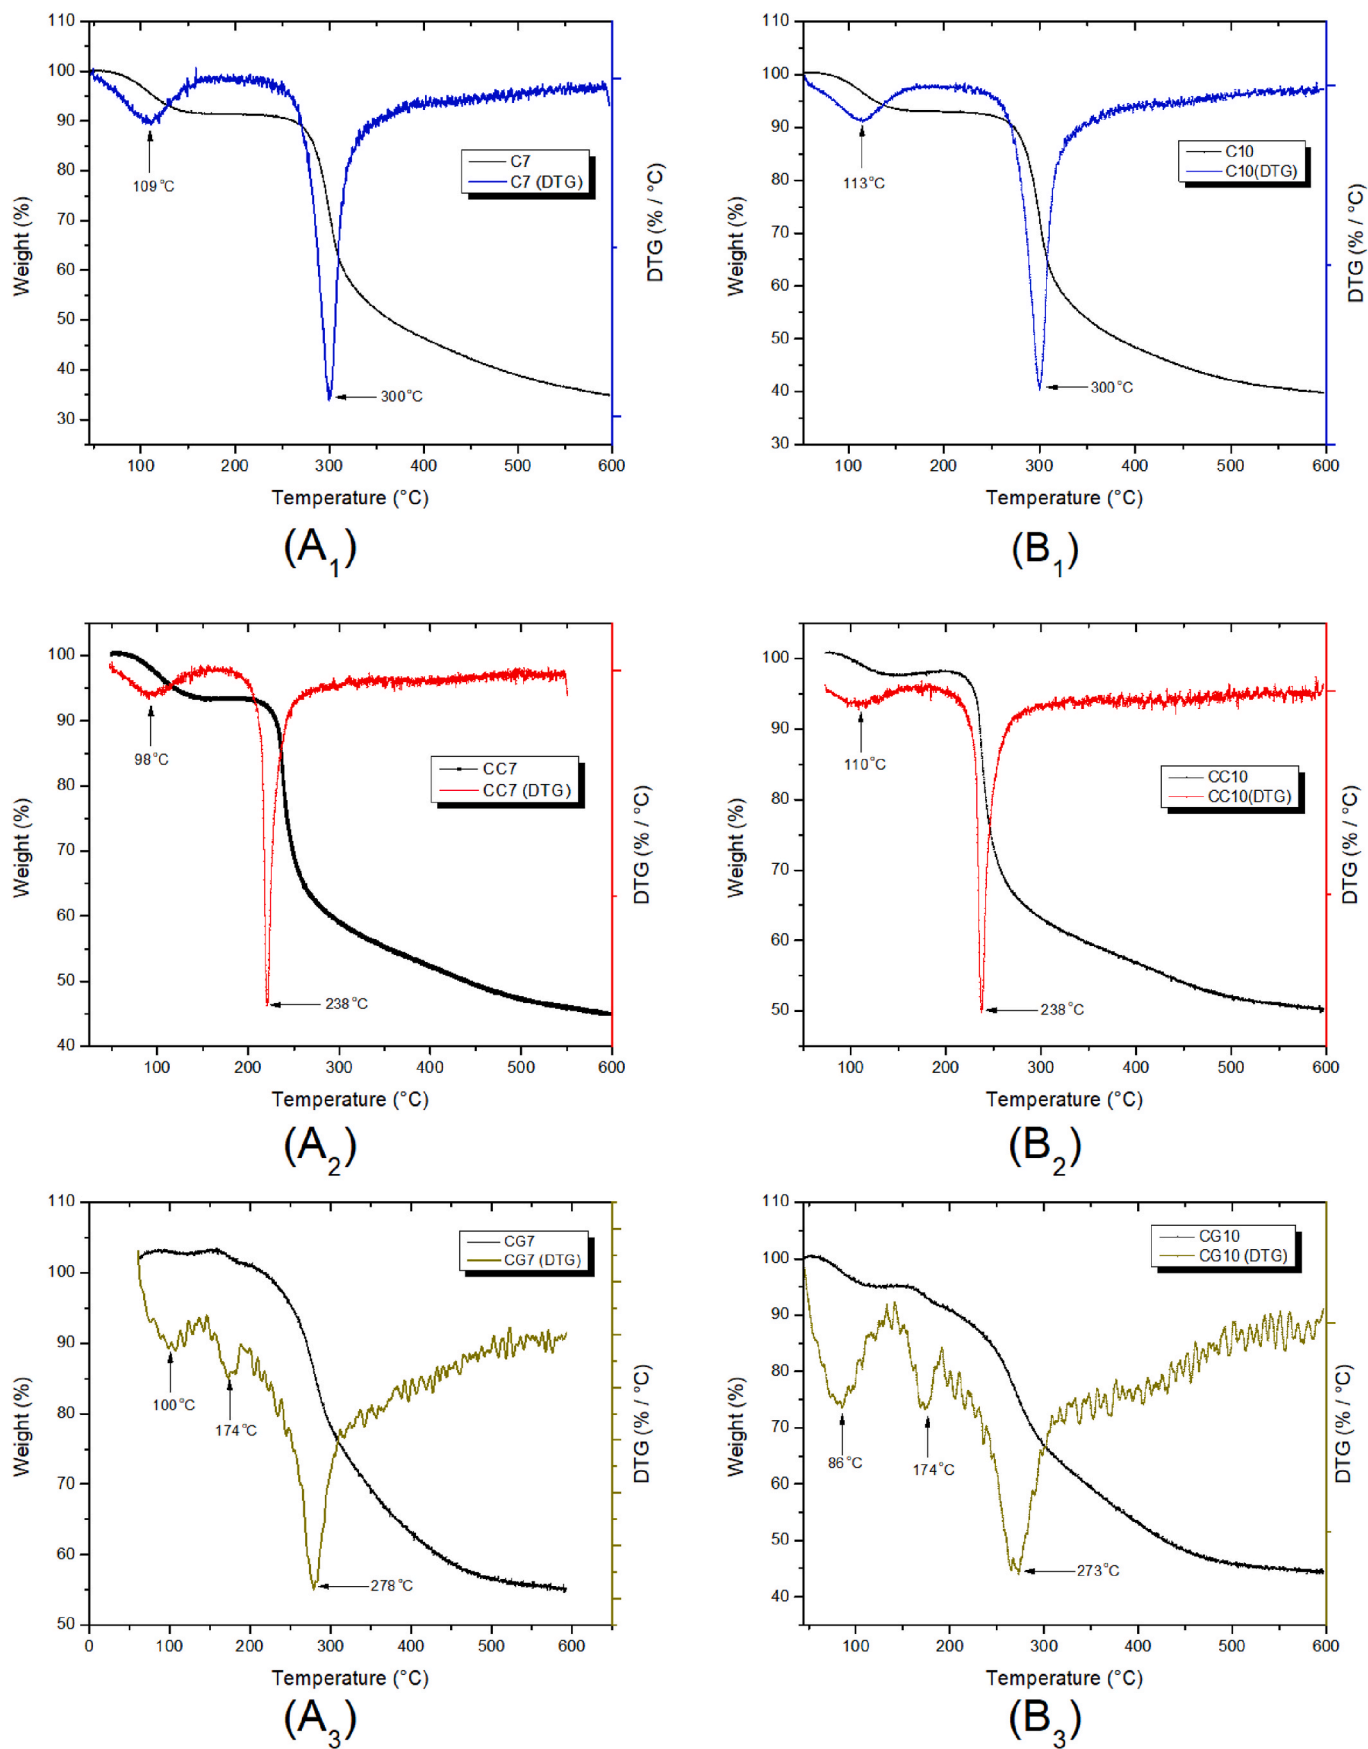 110
100
90
80
70
60
50
40
30
Weight (%)
DTG (% / °C)
109°C
300°C
C7
C7 (DTG)
100 200 300 400 500 600
Temperature (°C)
(A1)
110
100
90
80
70
60
50
40
30
Weight (%)
DTG (% / °C)
113°C
300°C
C10
C10(DTG)
100 200 300 400 500 600
Temperature (°C)
(B1)
100
90
80
70
60
50
40
Weight (%)
DTG (% / °C)
98°C
238°C
CC7
CC7 (DTG)
100 200 300 400 500 600
Temperature (°C)
(A2)
100
90
80
70
60
50
Weight (%)
DTG (% / °C)
110°C
238°C
CC10
CC10(DTG)
100 200 300 400 500 600
Temperature (°C)
(B2)
110
100
90
80
70
60
50
Weight (%)
DTG (% / °C)
100°C
174°C
278°C
CG7
CG7 (DTG)
0 100 200 300 400 500 600
Temperature (°C)
(A3)
110
100
90
80
70
60
50
40
Weight (%)
DTG (% / °C)
86°C
174°C
273°C
CG10
CG10 (DTG)
100 200 300 400 500 600
Temperature (°C)
(B3)